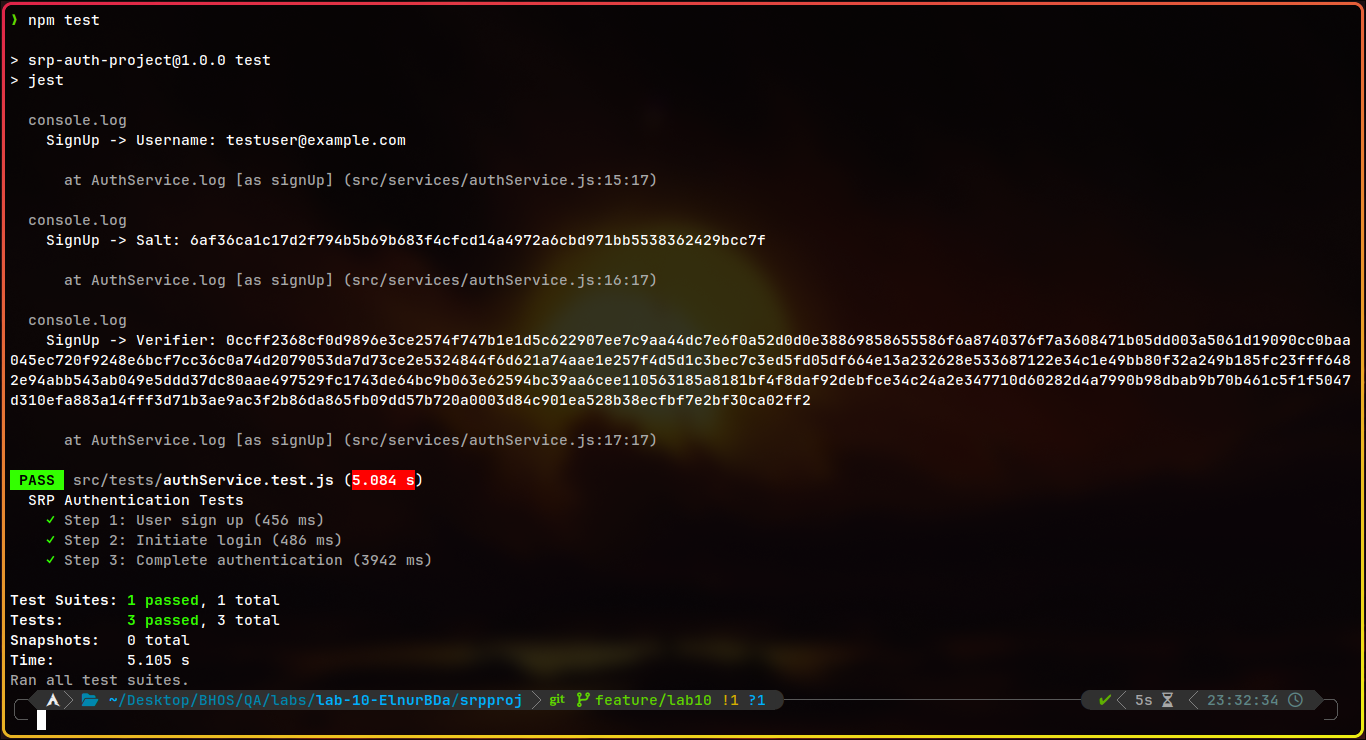 ❯ npm test
> srp-auth-project@1.0.0 test
> jest
console.log
SignUp -> Username: testuser@example.com
at AuthService.log [as signUp] (src/services/authService.js:15:17)
console.log
SignUp -> Salt: 6af36ca1c17d2f794b5b69b683f4cfcd14a4972a6cbd971bb5538362429bcc7f
at AuthService.log [as signUp] (src/services/authService.js:16:17)
console.log
SignUp -> Verifier: 0ccff2368cf0d9896e3ce2574f747b1e1d5c622907ee7c9aa44dc7e6f0a52d0d0e38869858655586f6a8740376f7a3608471b05dd003a5061d19090cc0baa
045ec720f9248e6bcf7cc36c0a74d2079053da7d73ce2e5324844f6d621a74aae1e257f4d5d1c3bec7c3ed5fd05df664e13a232628e533687122e34c1e49bb80f32a249b185fc23fff648
2e94abb543ab049e5ddd37dc80aae497529fc1743de64bc9b063e62594bc39aa6cee110563185a8181bf4f8daf92debfce34c24a2e347710d60282d4a7990b98dbab9b70b461c5f1f5047
d310efa883a14fff3d71b3ae9ac3f2b86da865fb09dd57b720a0003d84c901ea528b38ecfbf7e2bf30ca02ff2
at AuthService.log [as signUp] (src/services/authService.js:17:17)
PASS src/tests/authService.test.js (5.084 s)
SRP Authentication Tests
✓ Step 1: User sign up (456 ms)
✓ Step 2: Initiate login (486 ms)
✓ Step 3: Complete authentication (3942 ms)
Test Suites: 1 passed, 1 total
Tests: 3 passed, 3 total
Snapshots: 0 total
Time: 5.105 s
Ran all test suites.
~/Desktop/BHOS/QA/labs/lab-10-ElnurBDa/srpproj git feature/lab10 !1 ?1 ✔ 5s 23:32:34